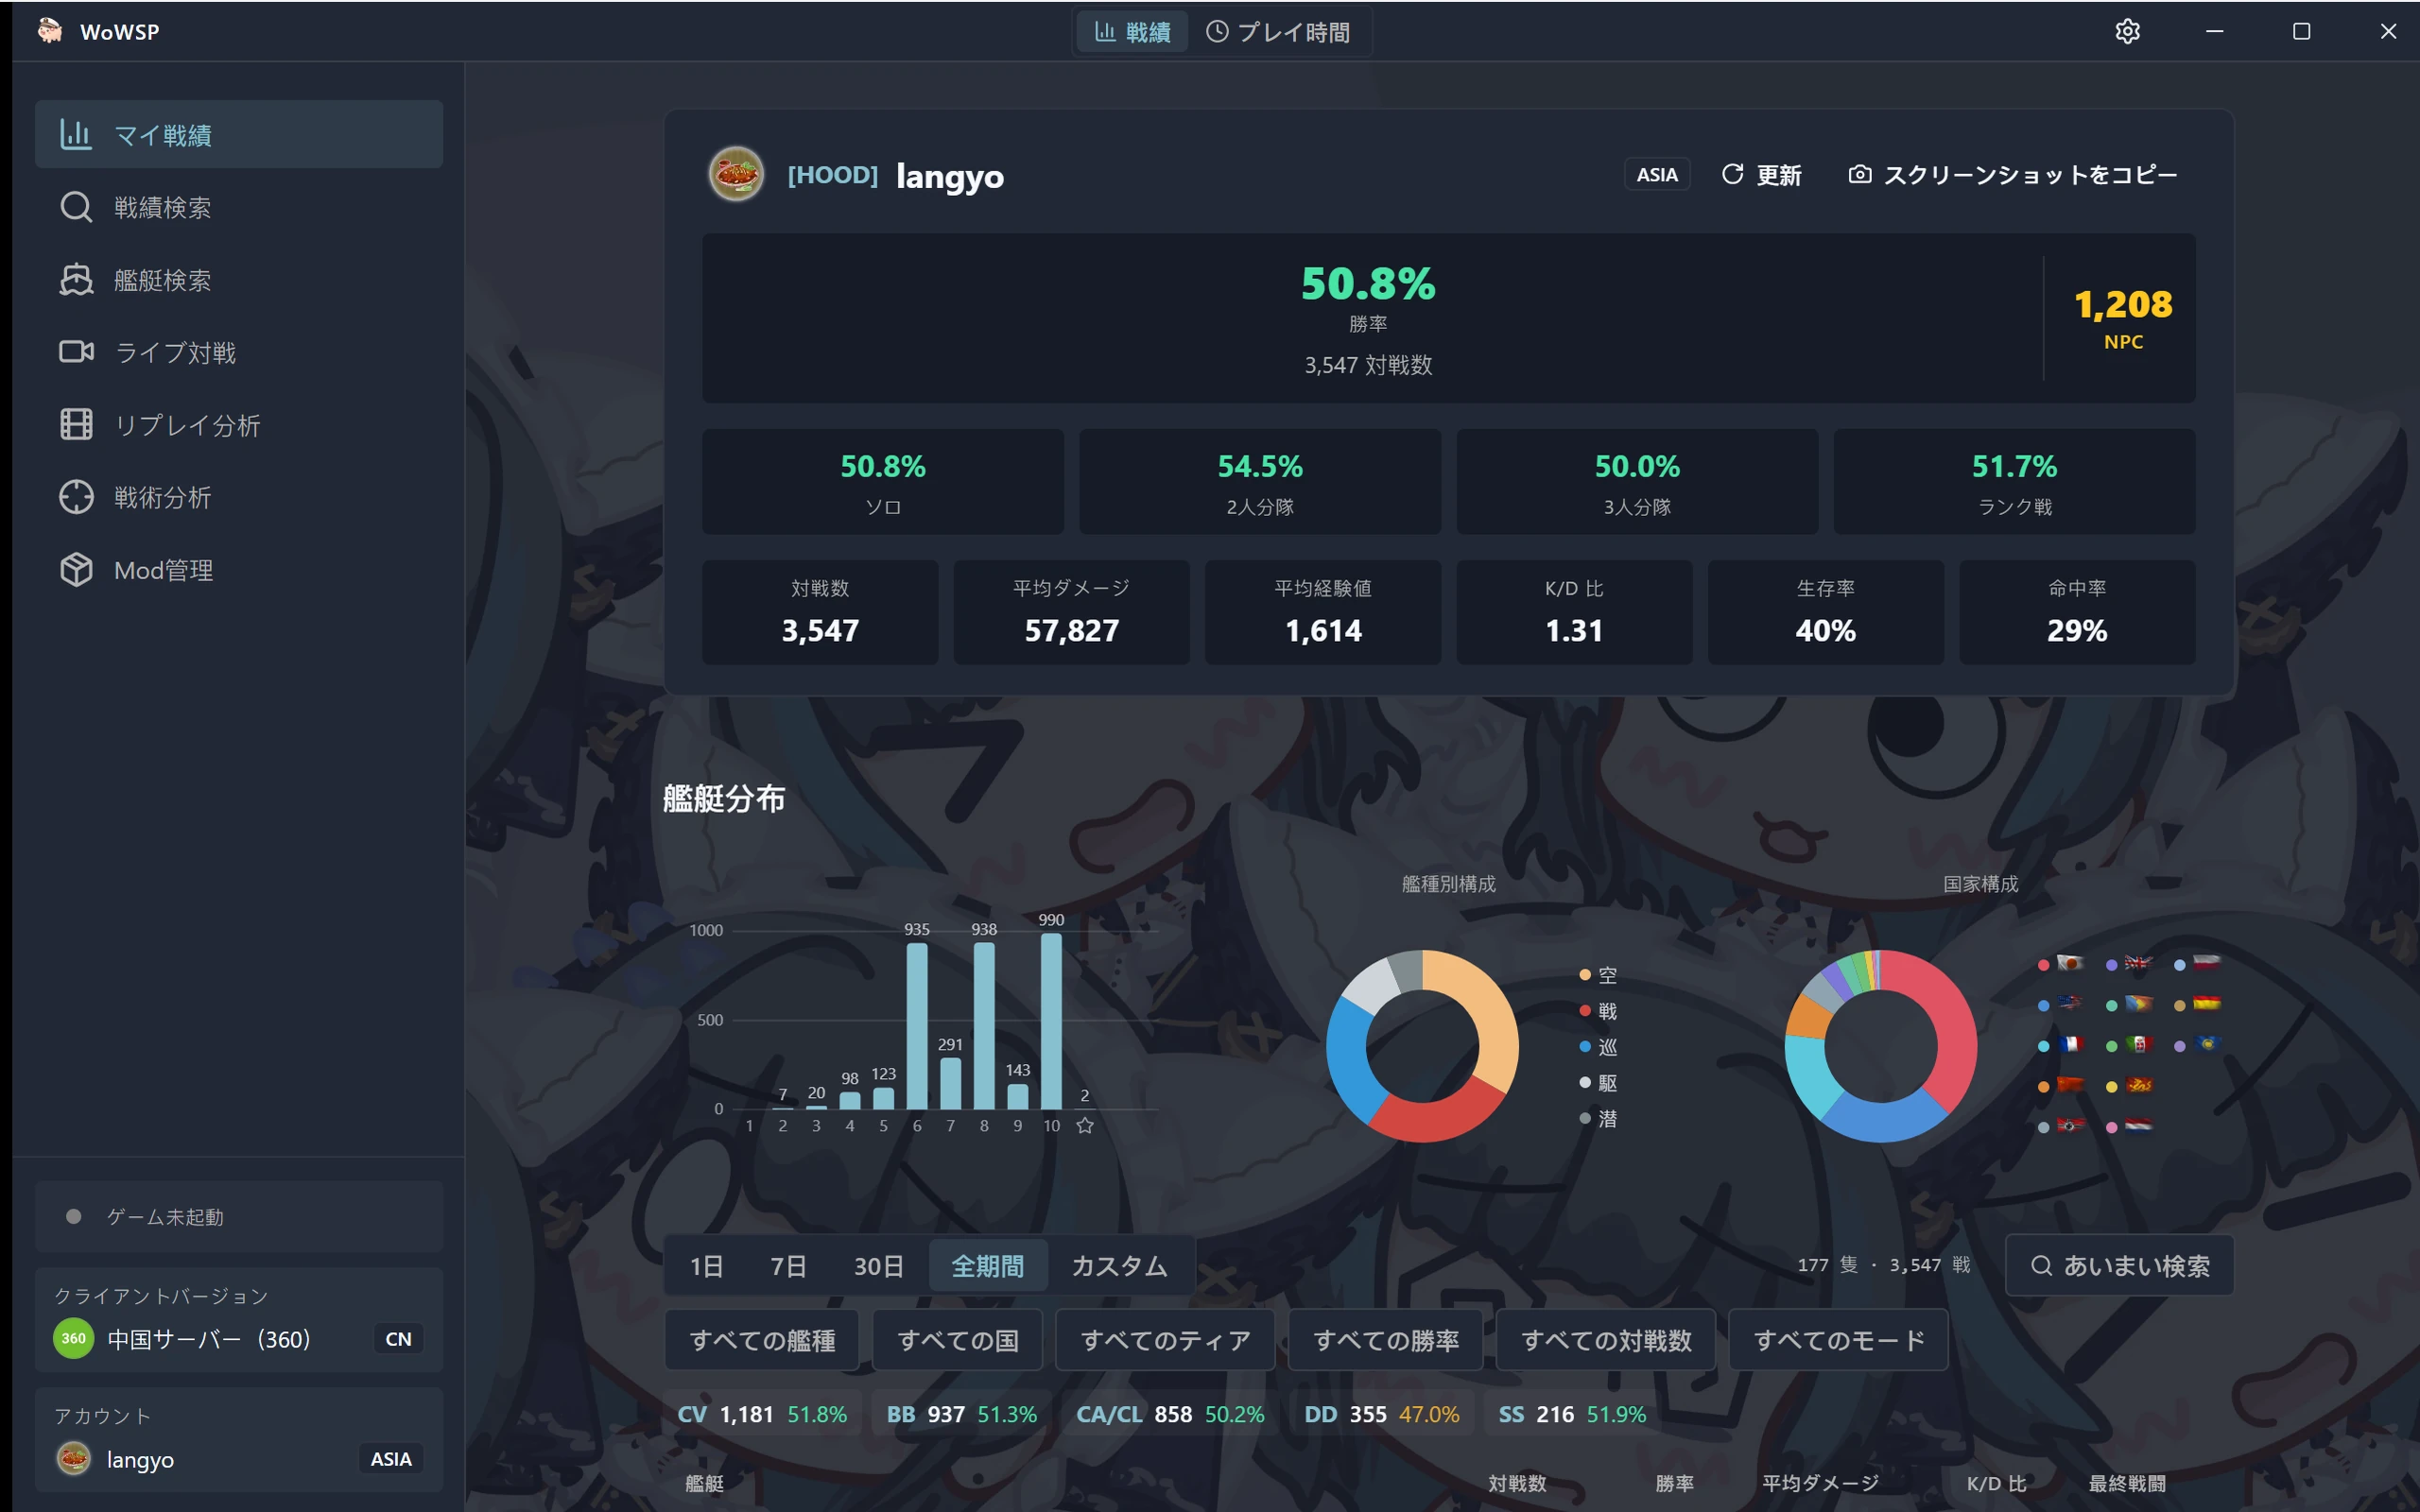 WoWSP
戦績
プレイ時間
マイ戦績
戦績検索
艦艇検索
ライブ対戦
リプレイ分析
戦術分析
Mod管理
ゲーム未起動
クライアントバージョン
360 中国サーバー（360） CN
アカウント
langyo ASIA
[HOOD] langyo
ASIA 更新 スクリーンショットをコピー
50.8%
勝率
3,547 対戦数
1,208
NPC
50.8%
ソロ
54.5%
2人分隊
50.0%
3人分隊
51.7%
ランク戦
対戦数
3,547
平均ダメージ
57,827
平均経験値
1,614
K/D 比
1.31
生存率
40%
命中率
29%
艦艇分布
1000
500
0
7 20 98 123 935 291 938 143 990 2
1 2 3 4 5 6 7 8 9 10
艦種別構成
空
戦
巡
駆
潜
国家構成
1日 7日 30日 全期間 カスタム
177 隻 · 3,547 戦
あいまい検索
すべての艦種 すべての国 すべてのティア すべての勝率 すべての対戦数 すべてのモード
CV 1,181 51.8% BB 937 51.3% CA/CL 858 50.2% DD 355 47.0% SS 216 51.9%
艦艇 対戦数 勝率 平均ダメージ K/D 比 最終戦闘